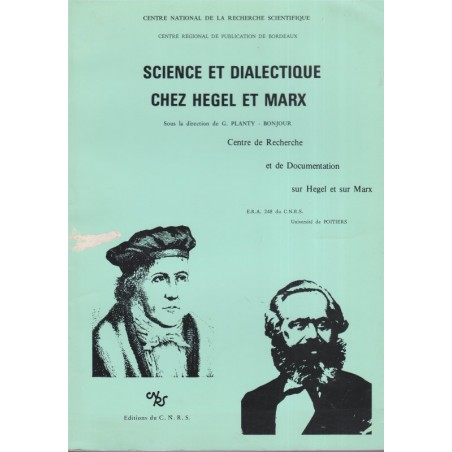 CENTRE NATIONAL DE LA RECHERCHE SCIENTIFIQUE
CENTRE RÉGIONAL DE PUBLICATION DE BORDEAUX
SCIENCE ET DIALECTIQUE
CHEZ HEGEL ET MARX
Sous la direction de G. PLANTY - BONJOUR
Centre de Recherche
et de Documentation
sur Hegel et sur Marx
E.R.A. 248 du C.N.R.S.
Université de POITIERS
CNRS
Editions du C. N. R. S.